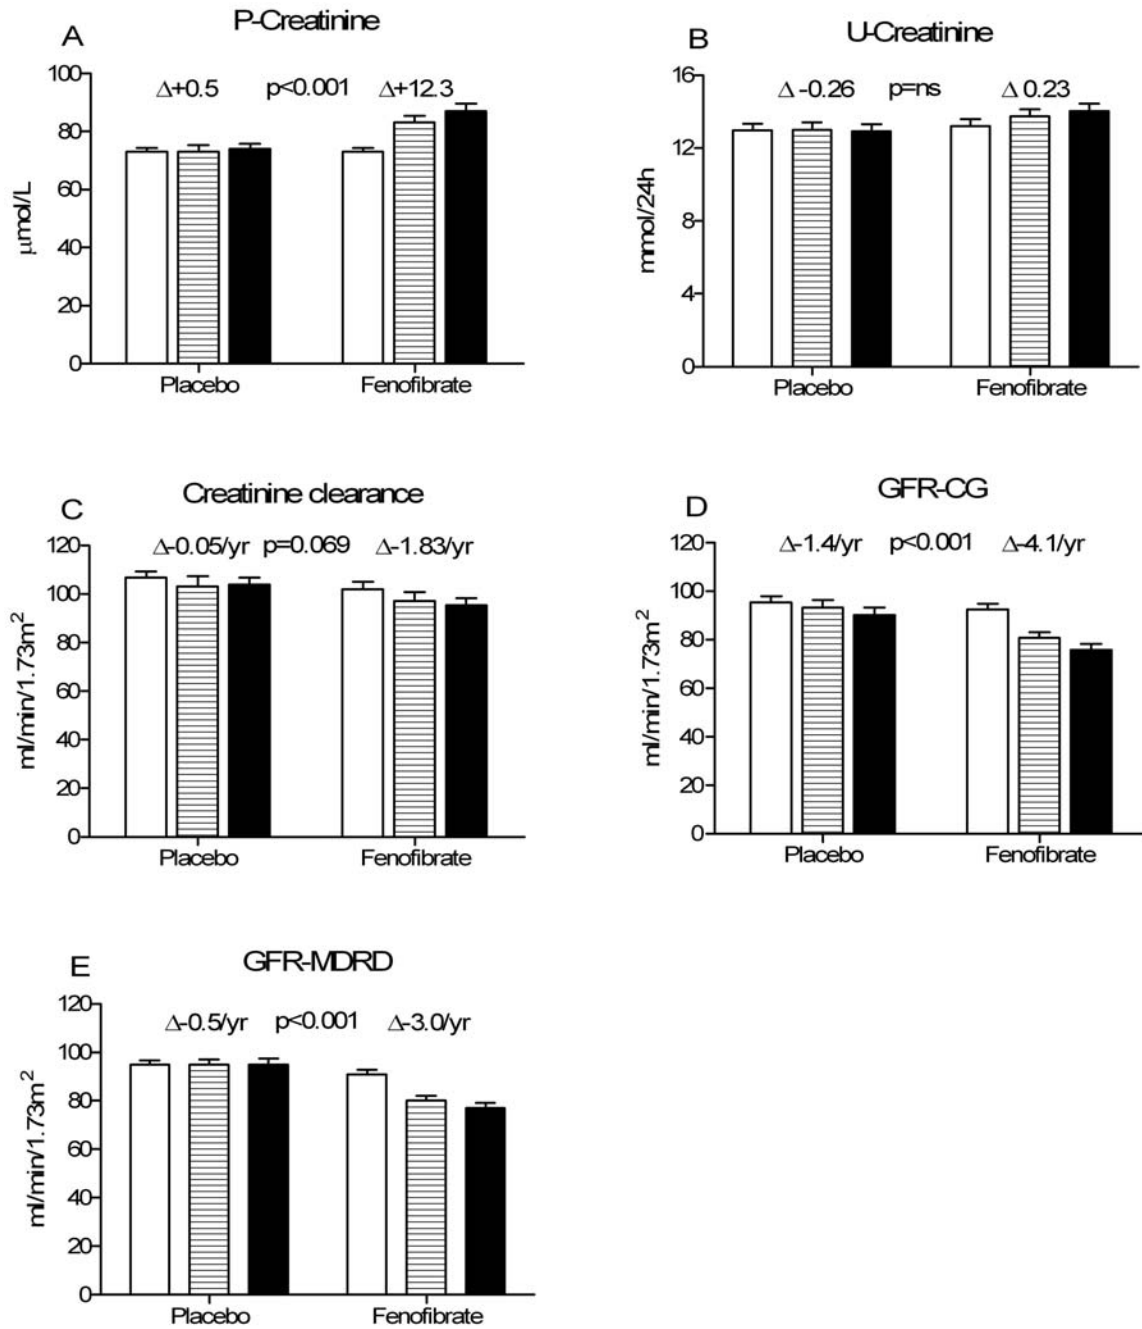 A
P-Creatinine
100
80
60
40
20
0
μmol/L
Δ+0.5 p<0.001 Δ+12.3
Placebo Fenofibrate
B
U-Creatinine
16
12
8
4
0
mmol/24h
Δ -0.26 p=ns Δ 0.23
Placebo Fenofibrate
C
Creatinine clearance
120
100
80
60
40
20
0
ml/min/1.73m²
Δ-0.05/yr p=0.069 Δ-1.83/yr
Placebo Fenofibrate
D
GFR-CG
120
100
80
60
40
20
0
ml/min/1.73m²
Δ-1.4/yr p<0.001 Δ-4.1/yr
Placebo Fenofibrate
E
GFR-MDRD
120
100
80
60
40
20
0
ml/min/1.73m²
Δ-0.5/yr p<0.001 Δ-3.0/yr
Placebo Fenofibrate